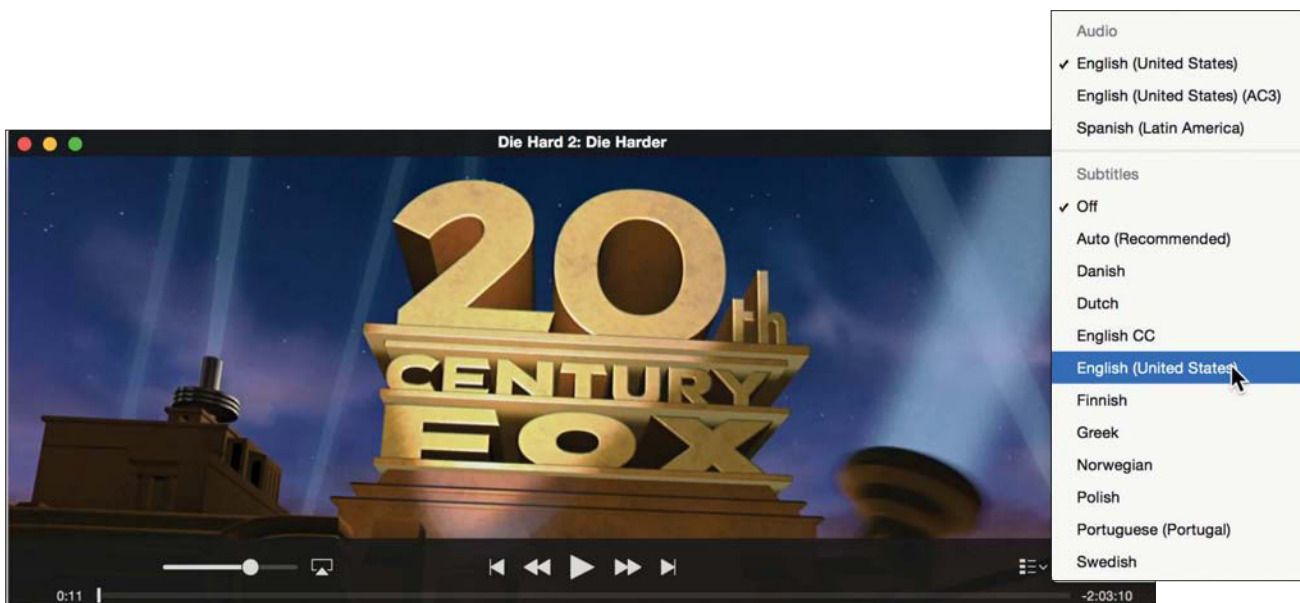 Die Hard 2: Die Harder
20th
CENTURY
FOX
0:11
-2:03:10
Audio
✓ English (United States)
English (United States) (AC3)
Spanish (Latin America)
Subtitles
✓ Off
Auto (Recommended)
Danish
Dutch
English CC
English (United States)
Finnish
Greek
Norwegian
Polish
Portuguese (Portugal)
Swedish